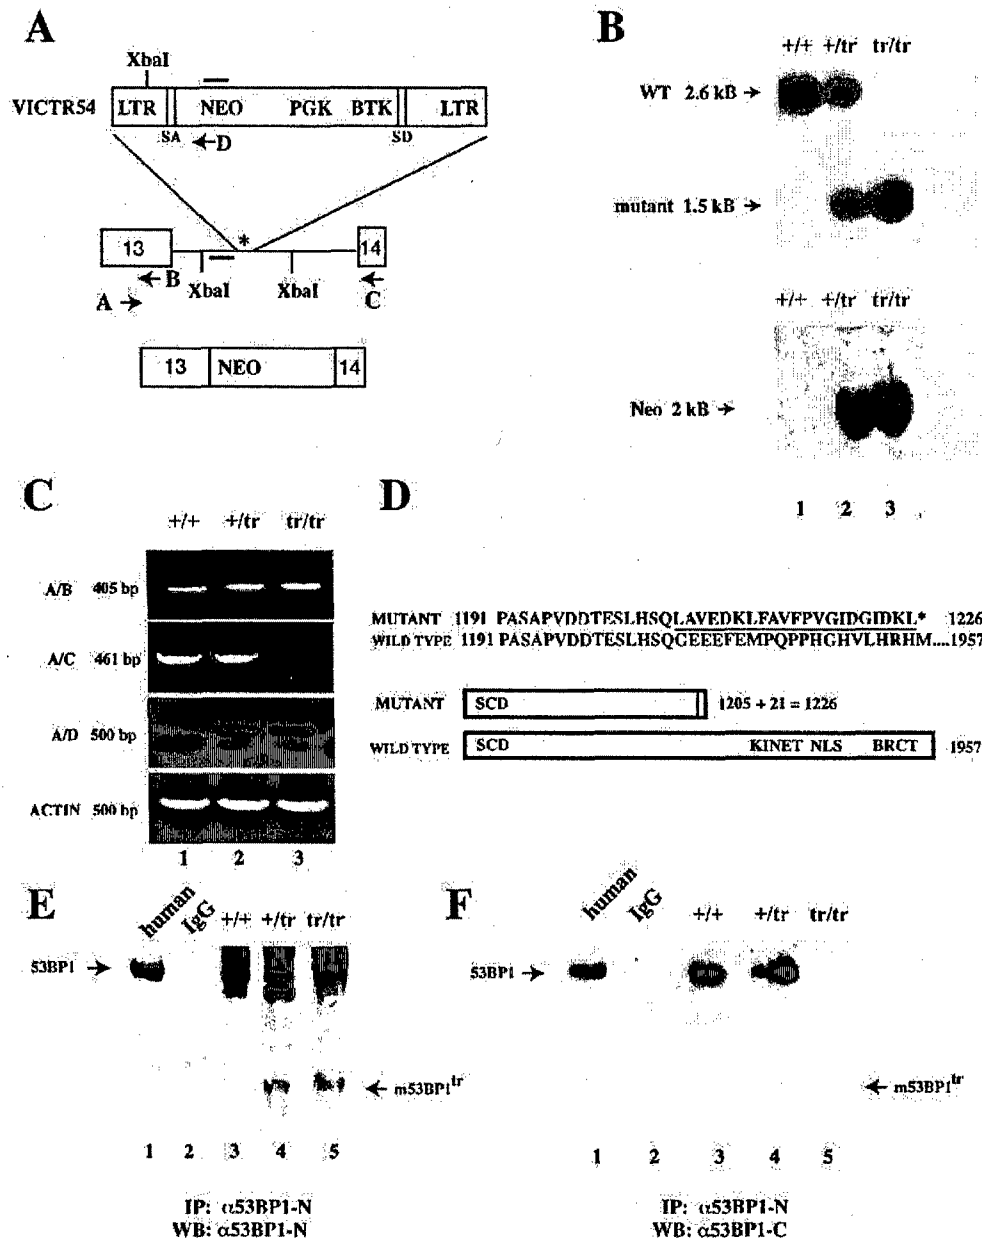 A
XbaI
VICTR54 LTR NEO PGK BTK LTR
SA ←D SD
13 * 14
←B XbaI XbaI ←
A → C
13 NEO 14
B
+/+ +/tr tr/tr
WT 2.6 kB →
mutant 1.5 kB →
+/+ +/tr tr/tr
Neo 2 kB →
1 2 3
C
+/+ +/tr tr/tr
A/B 405 bp
A/C 461 bp
A/D 500 bp
ACTIN 500 bp
1 2 3
D
MUTANT 1191 PASAPVDDTESLHSQLAVEDKLFAVFPVGIDGIDKL* 1226
WILD TYPE 1191 PASAPVDDTESLHSQGEEEFEMPQPPHGHVLHRHM....1957
MUTANT SCD 1205 + 21 = 1226
WILD TYPE SCD KINET NLS BRCT 1957
E
human IgG +/+ +/tr tr/tr
53BP1 →
← m53BP1tr
1 2 3 4 5
IP: α53BP1-N
WB: α53BP1-N
F
human IgG +/+ +/tr tr/tr
53BP1 →
← m53BP1tr
1 2 3 4 5
IP: α53BP1-N
WB: α53BP1-C